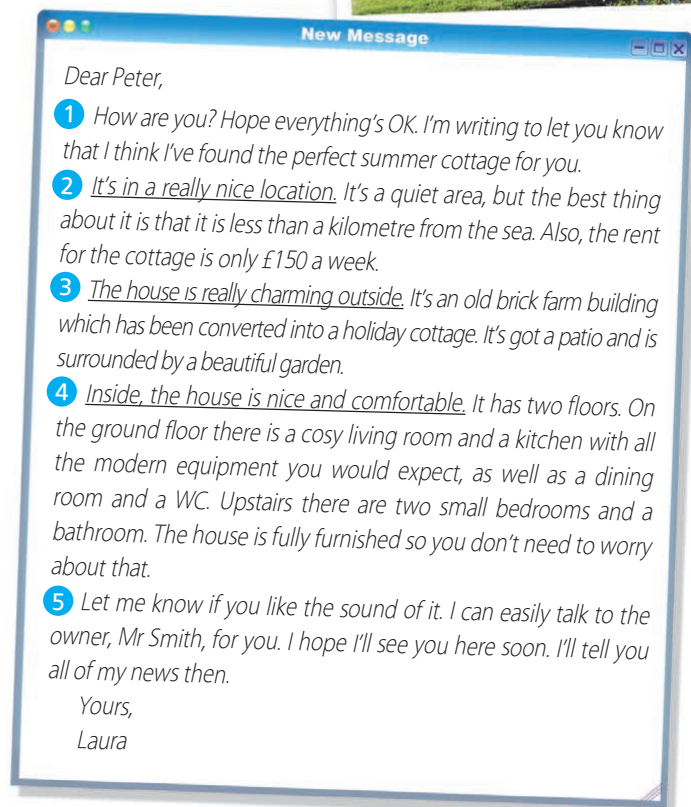 New Message
Dear Peter,
1 How are you? Hope everything's OK. I'm writing to let you know
that I think I've found the perfect summer cottage for you.
2 It's in a really nice location. It's a quiet area, but the best thing
about it is that it is less than a kilometre from the sea. Also, the rent
for the cottage is only £150 a week.
3 The house is really charming outside. It's an old brick farm building
which has been converted into a holiday cottage. It's got a patio and is
surrounded by a beautiful garden.
4 Inside, the house is nice and comfortable. It has two floors. On
the ground floor there is a cosy living room and a kitchen with all
the modern equipment you would expect, as well as a dining
room and a WC. Upstairs there are two small bedrooms and a
bathroom. The house is fully furnished so you don't need to worry
about that.
5 Let me know if you like the sound of it. I can easily talk to the
owner, Mr Smith, for you. I hope I'll see you here soon. I'll tell you
all of my news then.
Yours,
Laura